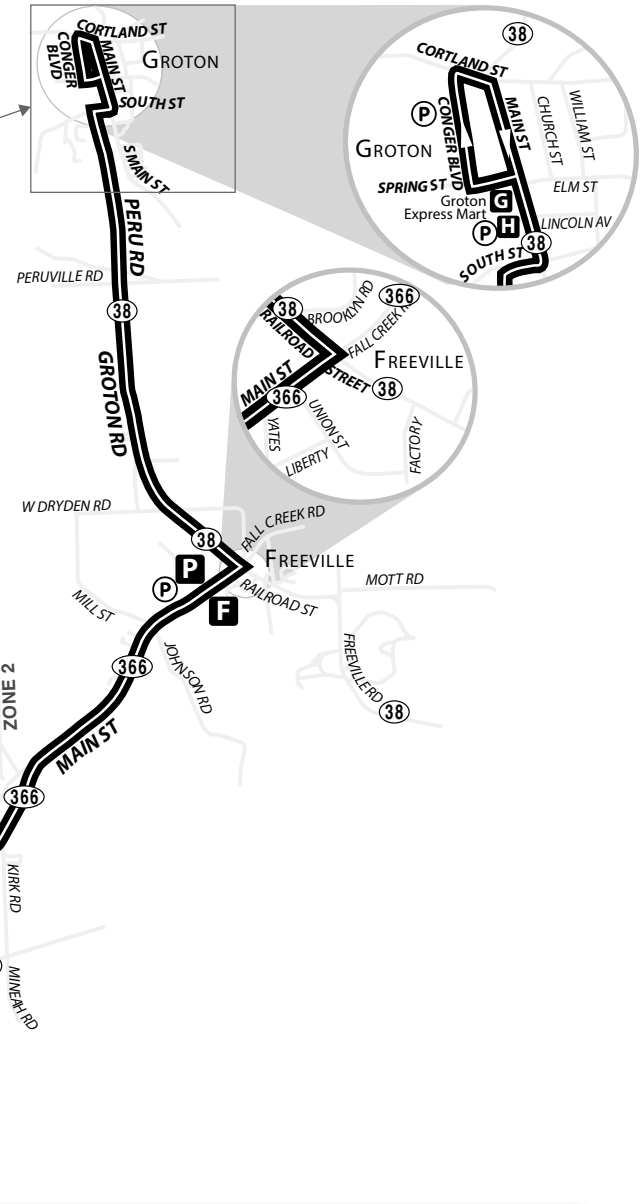 CORTLAND ST
CONGER
BLVD
MAIN ST
GROTON
SOUTH ST
S MAIN ST
38
CORTLAND ST
P
CONGER BLVD
MAIN ST
CHURCH ST
WILLIAM ST
GROTON
SPRING ST
ELM ST
Groton
Express Mart
G
P
H
LINCOLN AV
38
SOUTH ST
PERU RD
PERUVILLE RD
38
GROTON RD
38
BROOKLYN RD
366
RAILROAD
FALL CREEK R
FREEVILLE
MAIN ST
STREET
38
366
YATES
UNION ST
LIBERTY
FACTORY
W DRYDEN RD
FALL CREEK RD
38
FREEVILLE
P
P
F
MOTT RD
RAILROAD ST
MILL ST
JOHNSON RD
FREEVILLE RD
38
366
ZONE 2
MAIN ST
366
KIRK RD
MINEAH RD